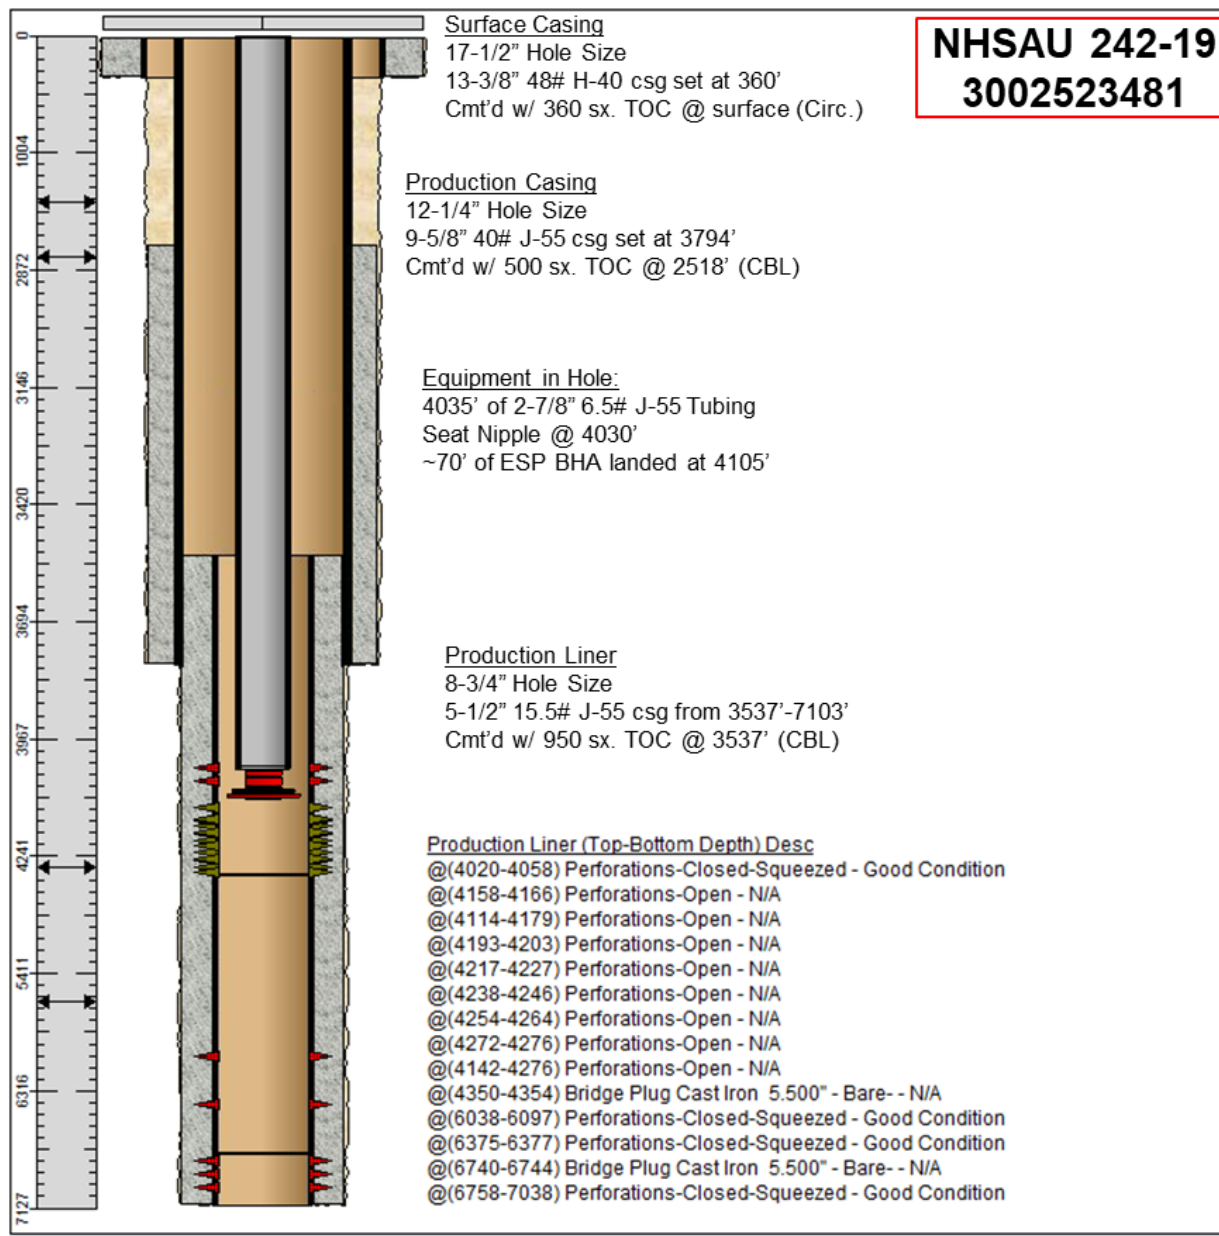 NHSAU 242-19
3002523481
Surface Casing
17-1/2” Hole Size
13-3/8” 48# H-40 csg set at 360’
Cmt’d w/ 360 sx. TOC @ surface (Circ.)
Production Casing
12-1/4” Hole Size
9-5/8” 40# J-55 csg set at 3794’
Cmt’d w/ 500 sx. TOC @ 2518’ (CBL)
Equipment in Hole:
4035’ of 2-7/8” 6.5# J-55 Tubing
Seat Nipple @ 4030’
~70’ of ESP BHA landed at 4105’
Production Liner
8-3/4” Hole Size
5-1/2” 15.5# J-55 csg from 3537’-7103’
Cmt’d w/ 950 sx. TOC @ 3537’ (CBL)
Production Liner (Top-Bottom Depth) Desc
@(4020-4058) Perforations-Closed-Squeezed - Good Condition
@(4158-4166) Perforations-Open - N/A
@(4114-4179) Perforations-Open - N/A
@(4193-4203) Perforations-Open - N/A
@(4217-4227) Perforations-Open - N/A
@(4238-4246) Perforations-Open - N/A
@(4254-4264) Perforations-Open - N/A
@(4272-4276) Perforations-Open - N/A
@(4142-4276) Perforations-Open - N/A
@(4350-4354) Bridge Plug Cast Iron 5.500" - Bare- - N/A
@(6038-6097) Perforations-Closed-Squeezed - Good Condition
@(6375-6377) Perforations-Closed-Squeezed - Good Condition
@(6740-6744) Bridge Plug Cast Iron 5.500" - Bare- - N/A
@(6758-7038) Perforations-Closed-Squeezed - Good Condition
0
1004
2872
3146
3420
3694
3967
4241
5411
6316
7127